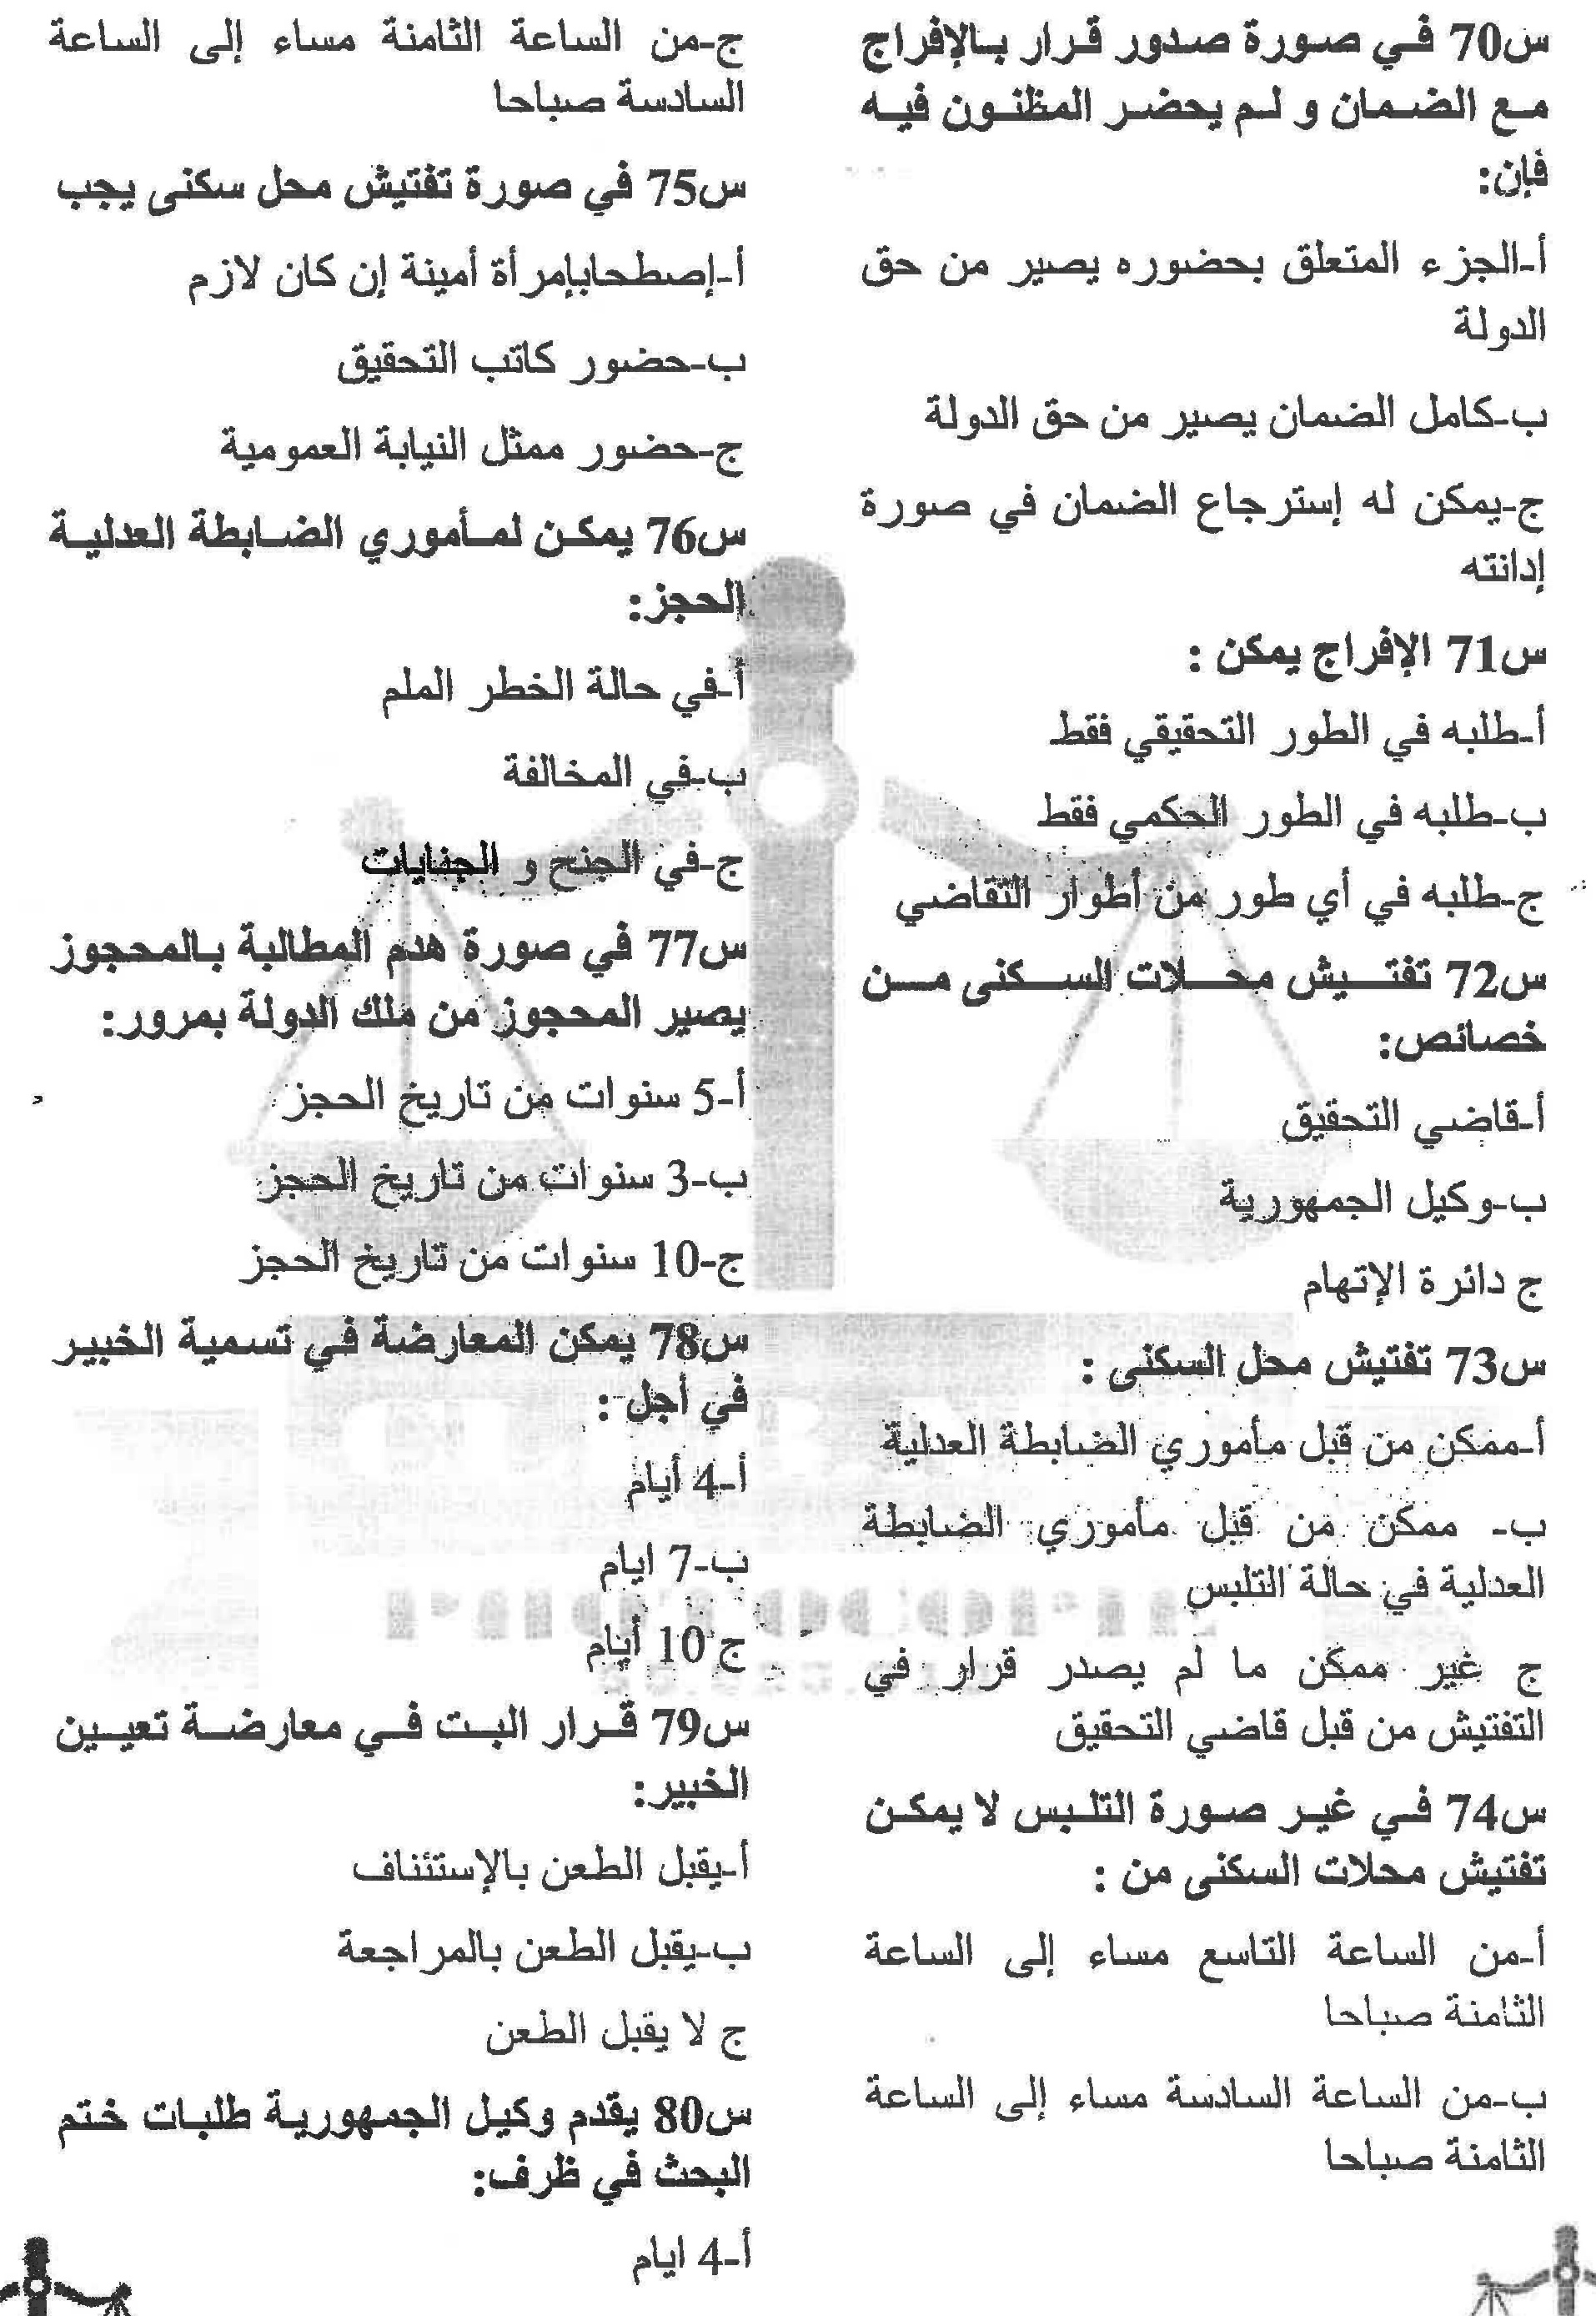 س70 في صورة صدور قرار بالإفراج
مع الضمان و لم يحضر المظنون فيه
فإن:
أ-الجزء المتعلق بحضوره يصير من حق
الدولة
ب-كامل الضمان يصير من حق الدولة
ج-يمكن له إسترجاع الضمان في صورة
إدانته
س71 الإفراج يمكن :
أ-طلبه في الطور التحقيقي فقط
ب-طلبه في الطور الحكمي فقط
ج-طلبه في أي طور من أطوار التقاضي
س72 تفتيش محلات السكنى من
خصائص:
أ-قاضي التحقيق
ب-وكيل الجمهورية
ج دائرة الإتهام
س73 تفتيش محل السكنى :
أ-ممكن من قبل مأموري الضابطة العدلية
ب- ممكن من قبل مأموري الضابطة
العدلية في حالة التلبس
ج غير ممكن ما لم يصدر قرار في
التفتيش من قبل قاضي التحقيق
س74 في غير صورة التلبس لا يمكن
تفتيش محلات السكنى من :
أ-من الساعة التاسع مساء إلى الساعة
الثامنة صباحا
ب-من الساعة السادسة مساء إلى الساعة
الثامنة صباحا
ج-من الساعة الثامنة مساء إلى الساعة
السادسة صباحا
س75 في صورة تفتيش محل سكنى يجب
أ-إصطحابإمرأة أمينة إن كان لازم
ب-حضور كاتب التحقيق
ج-حضور ممثل النيابة العمومية
س76 يمكن لمأموري الضابطة العدلية
الحجز:
أ-في حالة الخطر الملم
ب-في المخالفة
ج-في الجنح و الجنايات
س77 في صورة هدم المطالبة بالمحجوز
يصير المحجوز من ملك الدولة بمرور:
أ-5 سنوات من تاريخ الحجز
ب-3 سنوات من تاريخ الحجز
ج-10 سنوات من تاريخ الحجز
س78 يمكن المعارضة في تسمية الخبير
في أجل :
أ-4 أيام
ب-7 ايام
ج 10 أيام
س79 قرار البت في معارضة تعيين
الخبير:
أ-يقبل الطعن بالإستئناف
ب-يقبل الطعن بالمراجعة
ج لا يقبل الطعن
س80 يقدم وكيل الجمهورية طلبات ختم
البحث في ظرف:
أ-4 ايام